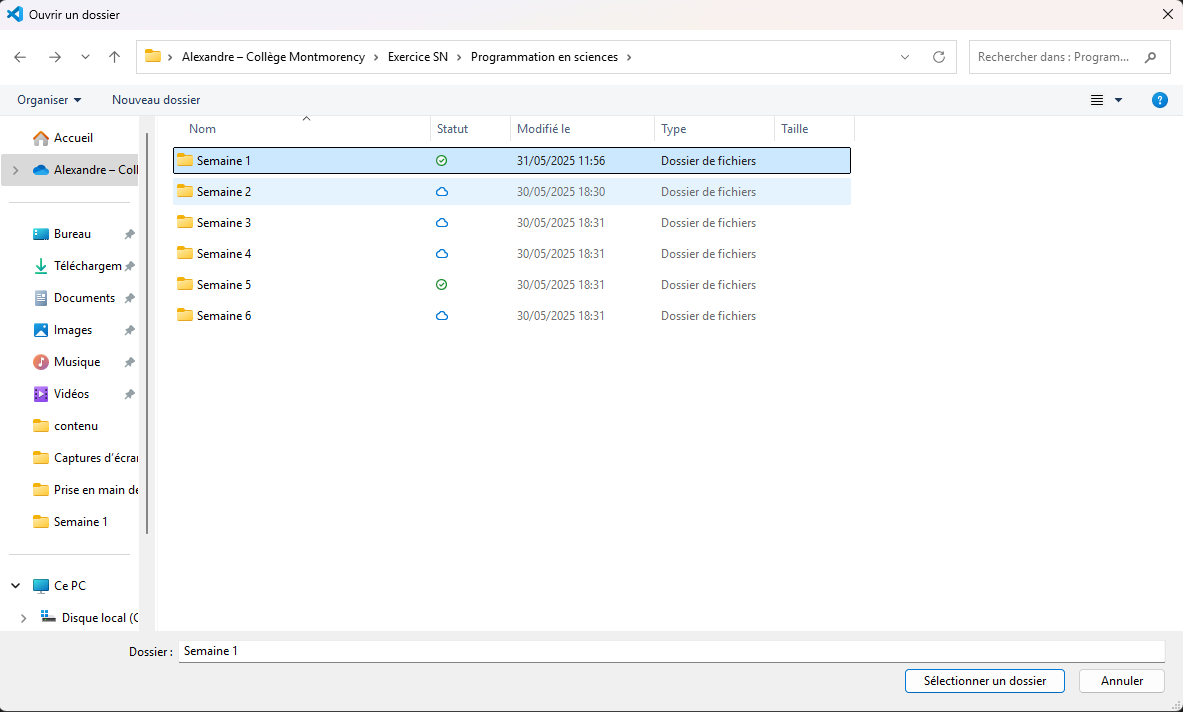 Ouvrir un dossier
Alexandre – Collège Montmorency > Exercice SN > Programmation en sciences >
Rechercher dans : Program...
Organiser
Nouveau dossier
Nom Statut Modifié le Type Taille
Accueil
Alexandre – Coll
Bureau
Téléchargem
Documents
Images
Musique
Vidéos
contenu
Captures d'écran
Prise en main de
Semaine 1
Ce PC
Disque local (C
Semaine 1 31/05/2025 11:56 Dossier de fichiers
Semaine 2 30/05/2025 18:30 Dossier de fichiers
Semaine 3 30/05/2025 18:31 Dossier de fichiers
Semaine 4 30/05/2025 18:31 Dossier de fichiers
Semaine 5 30/05/2025 18:31 Dossier de fichiers
Semaine 6 30/05/2025 18:31 Dossier de fichiers
Dossier : Semaine 1
Sélectionner un dossier Annuler